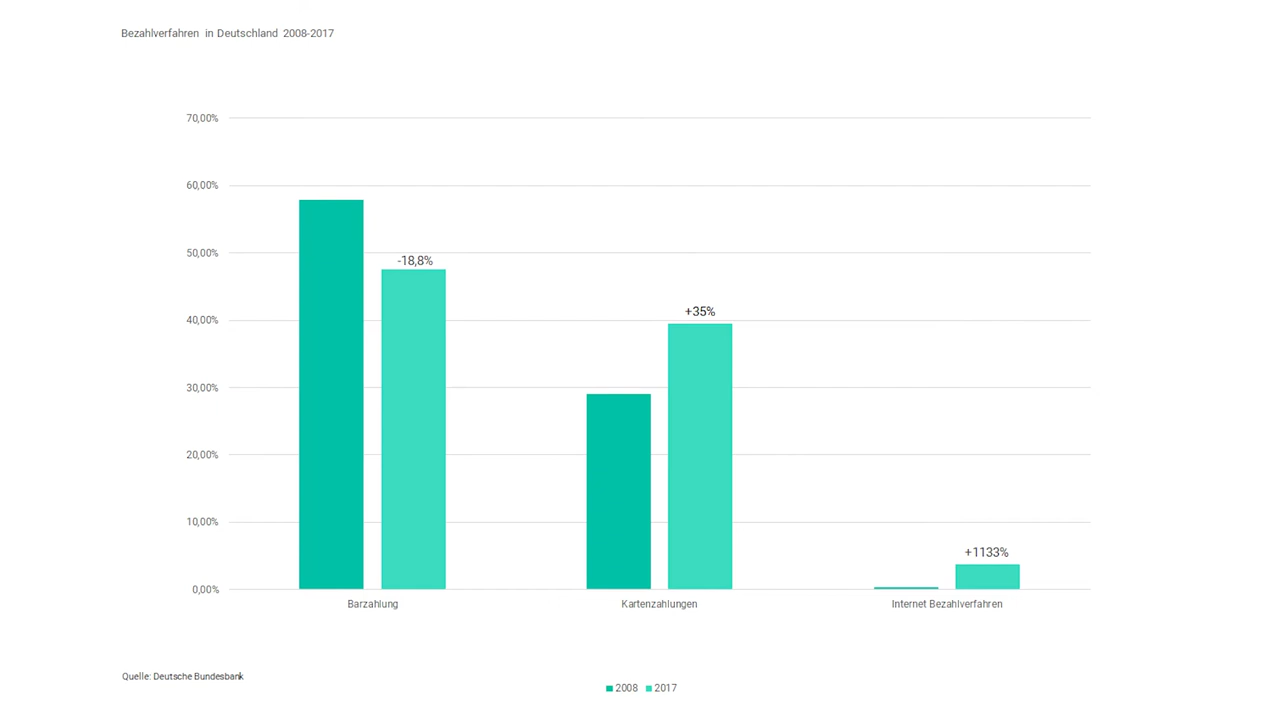 Bezahlverfahren in Deutschland 2008-2017
70,00%
60,00%
50,00%
40,00%
30,00%
20,00%
10,00%
0,00%
-18,8%
+35%
+1133%
Barzahlung
Kartenzahlungen
Internet Bezahlverfahren
Quelle: Deutsche Bundesbank
2008
2017